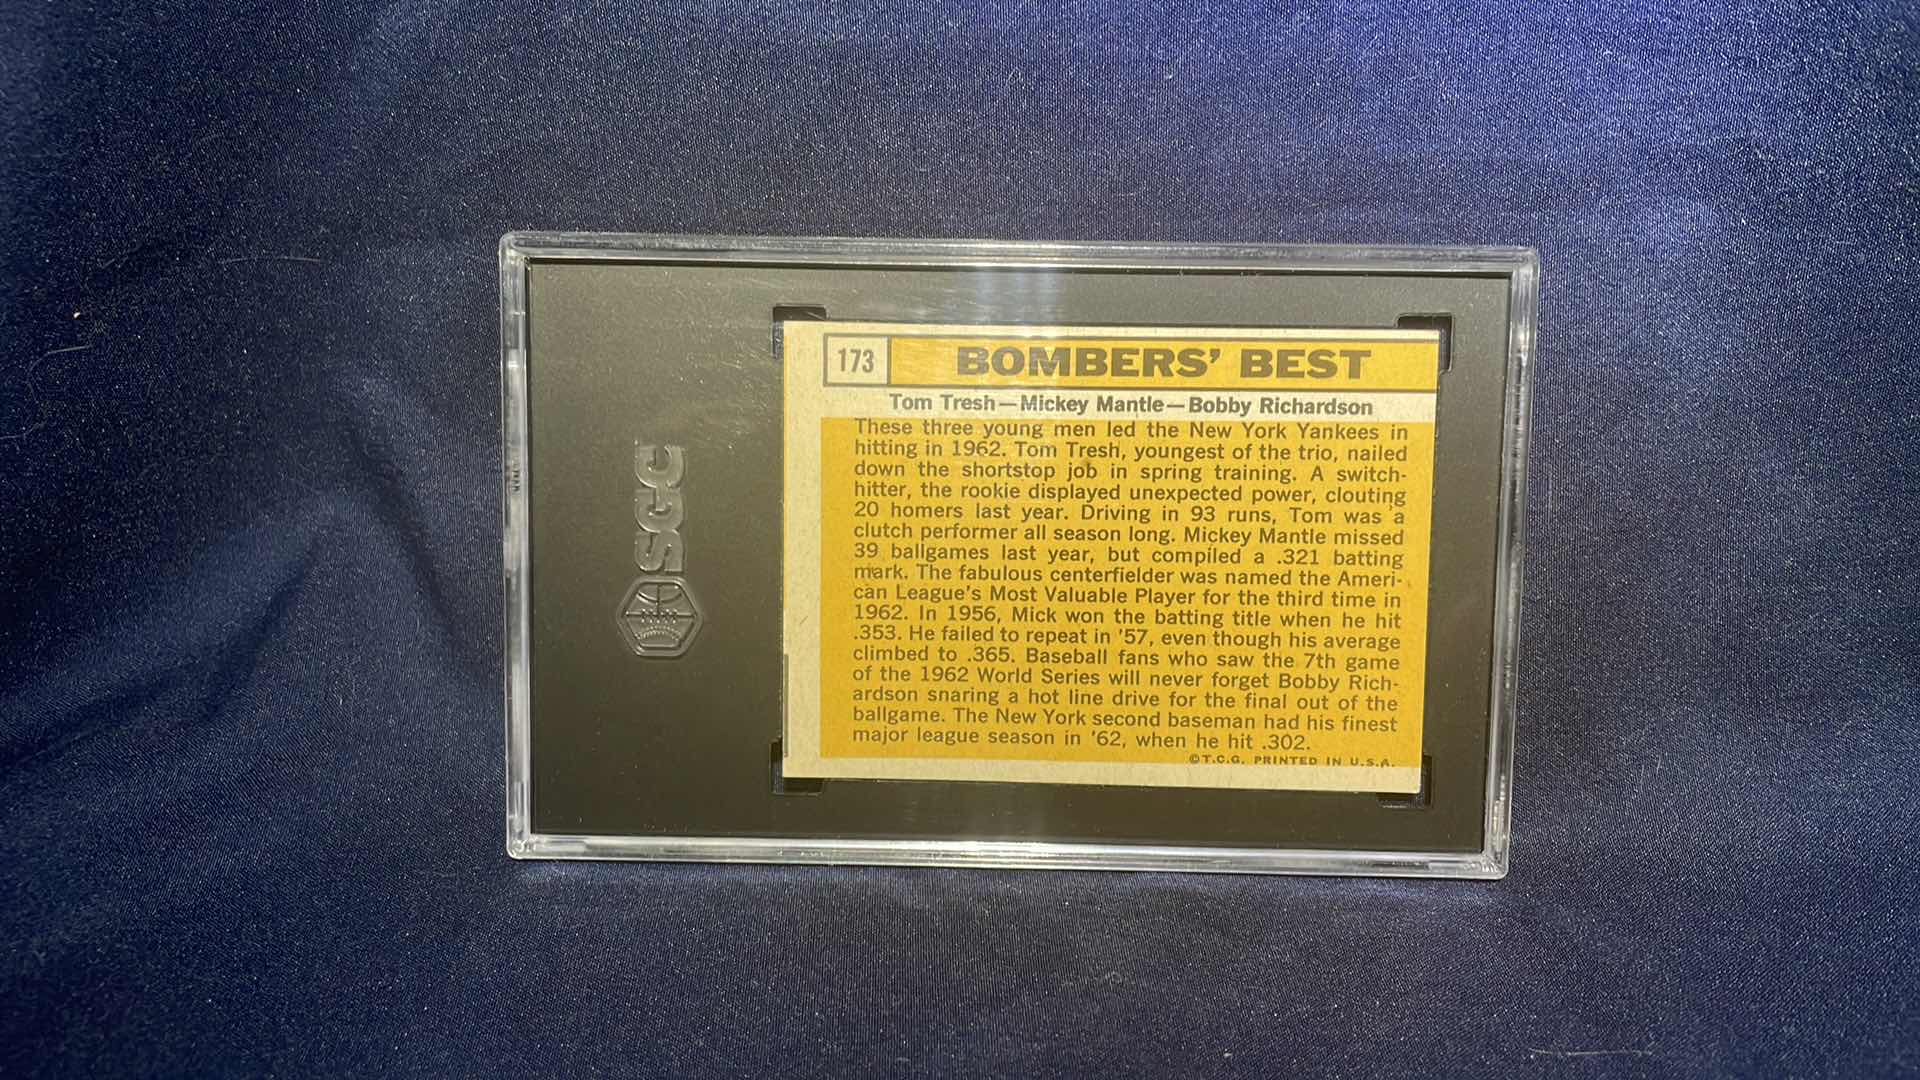 SGC
173 BOMBERS' BEST
Tom Tresh—Mickey Mantle—Bobby Richardson
These three young men led the New York Yankees in
hitting in 1962. Tom Tresh, youngest of the trio, nailed
down the shortstop job in spring training. A switch-
hitter, the rookie displayed unexpected power, clouting
20 homers last year. Driving in 93 runs, Tom was a
clutch performer all season long. Mickey Mantle missed
39 ballgames last year, but compiled a .321 batting
mark. The fabulous centerfielder was named the Ameri-
can League's Most Valuable Player for the third time in
1962. In 1956, Mick won the batting title when he hit
.353. He failed to repeat in '57, even though his average
climbed to .365. Baseball fans who saw the 7th game
of the 1962 World Series will never forget Bobby Rich-
ardson snaring a hot line drive for the final out of the
ballgame. The New York second baseman had his finest
major league season in '62, when he hit .302.
©T.C.G. PRINTED IN U.S.A.